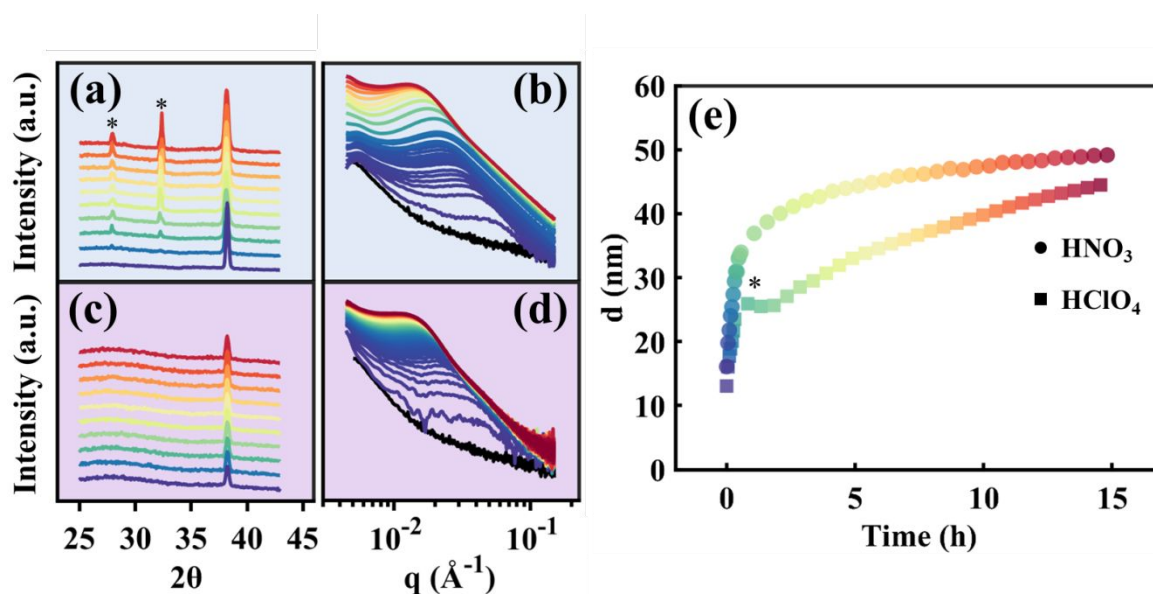 (a)
*
*
(b)
Intensity (a.u.)
(c)
(d)
Intensity (a.u.)
25 30 35 40 45
2θ
10⁻² 10⁻¹
q (Å⁻¹)
(e)
60
50
40
30
20
10
0
d (nm)
*
HNO₃
HClO₄
0 5 10 15
Time (h)